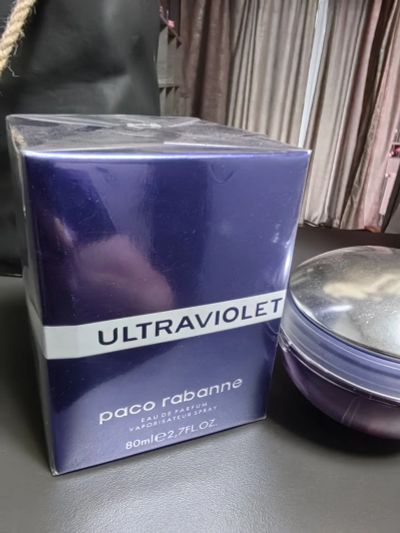 ULTRAVIOLET
paco rabanne
EAU DE PARFUM
VAPORISATEUR SPRAY
80ml℮2,7FL.OZ.